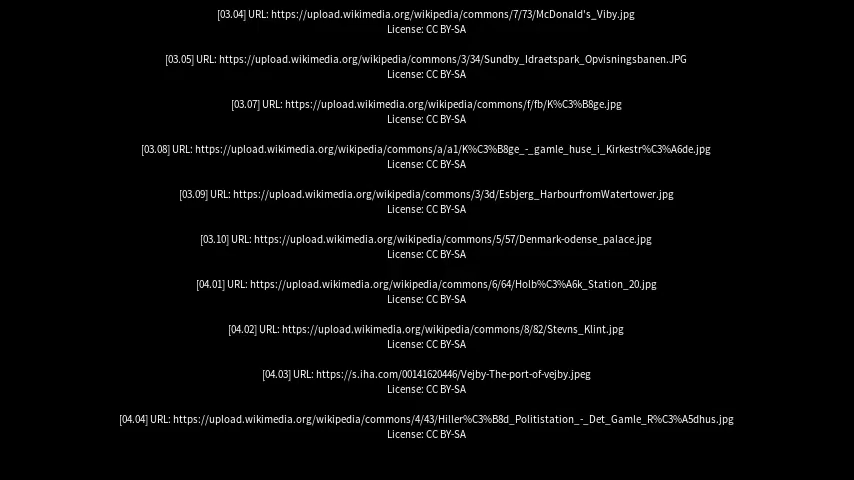 [03.04] URL: https://upload.wikimedia.org/wikipedia/commons/7/73/McDonald's_Viby.jpg
License: CC BY-SA
[03.05] URL: https://upload.wikimedia.org/wikipedia/commons/3/34/Sundby_Idraetspark_Opvisningsbanen.JPG
License: CC BY-SA
[03.07] URL: https://upload.wikimedia.org/wikipedia/commons/f/fb/K%C3%B8ge.jpg
License: CC BY-SA
[03.08] URL: https://upload.wikimedia.org/wikipedia/commons/a/a1/K%C3%B8ge_-_gamle_huse_i_Kirkestr%C3%A6de.jpg
License: CC BY-SA
[03.09] URL: https://upload.wikimedia.org/wikipedia/commons/3/3d/Esbjerg_HarbourfromWatertower.jpg
License: CC BY-SA
[03.10] URL: https://upload.wikimedia.org/wikipedia/commons/5/57/Denmark-odense_palace.jpg
License: CC BY-SA
[04.01] URL: https://upload.wikimedia.org/wikipedia/commons/6/64/Holb%C3%A6k_Station_20.jpg
License: CC BY-SA
[04.02] URL: https://upload.wikimedia.org/wikipedia/commons/8/82/Stevns_Klint.jpg
License: CC BY-SA
[04.03] URL: https://s.iha.com/00141620446/Vejby-The-port-of-vejby.jpeg
License: CC BY-SA
[04.04] URL: https://upload.wikimedia.org/wikipedia/commons/4/43/Hiller%C3%B8d_Politistation_-_Det_Gamle_R%C3%A5dhus.jpg
License: CC BY-SA